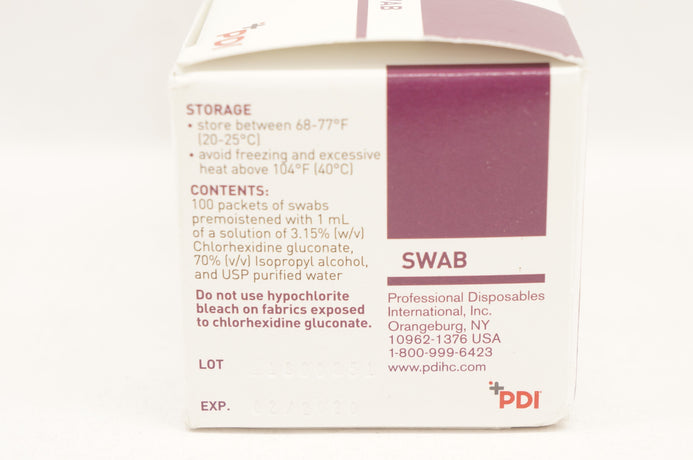 AB
PDI
STORAGE
• store between 68-77°F
(20-25°C)
• avoid freezing and excessive
heat above 104°F (40°C)
CONTENTS:
100 packets of swabs
premoistened with 1 mL
of a solution of 3.15% (w/v)
Chlorhexidine gluconate,
70% (v/v) Isopropyl alcohol,
and USP purified water
Do not use hypochlorite
bleach on fabrics exposed
to chlorhexidine gluconate.
LOT
EXP.
SWAB
Professional Disposables
International, Inc.
Orangeburg, NY
10962-1376 USA
1-800-999-6423
www.pdihc.com
PDI